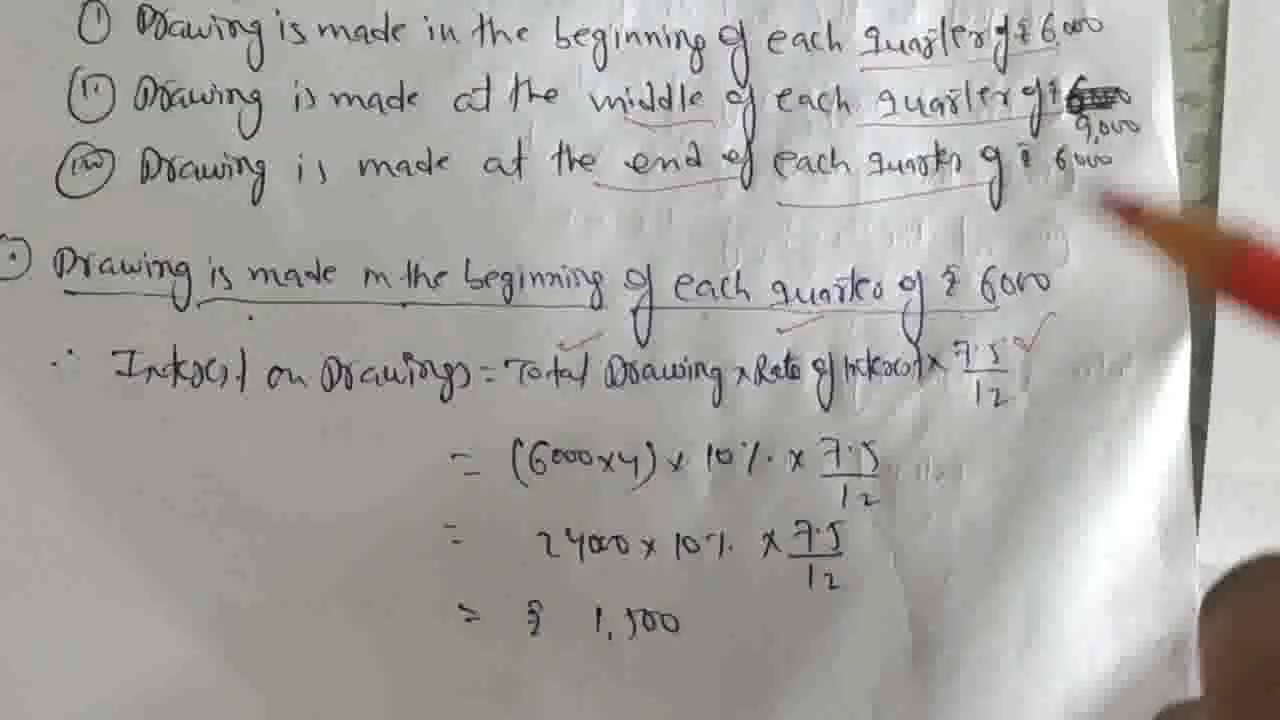 (i) Drawing is made in the beginning of each quarter of ₹ 6,000
(ii) Drawing is made at the middle of each quarter of ₹
9,000
(iii) Drawing is made at the end of each quarter of ₹ 6000
Drawing is made in the beginning of each quarter of ₹ 6000
∴ Interest on Drawings = Total Drawing × Rate of Interest × 7.5/12
= (6000×4) × 10% × 7.5/12
= 24000 × 10% × 7.5/12
= ₹ 1,500